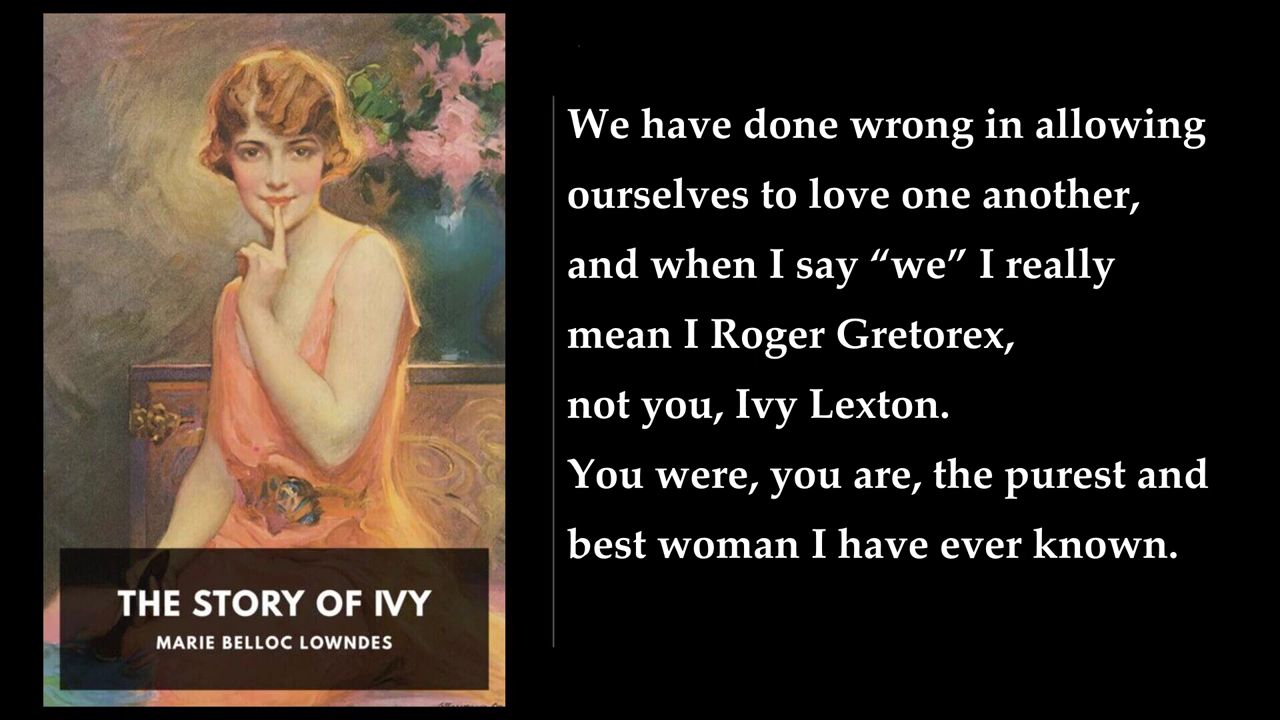 We have done wrong in allowing
ourselves to love one another,
and when I say “we” I really
mean I Roger Gretorex,
not you, Ivy Lexton.
You were, you are, the purest and
best woman I have ever known.
THE STORY OF IVY
MARIE BELLOC LOWNDES